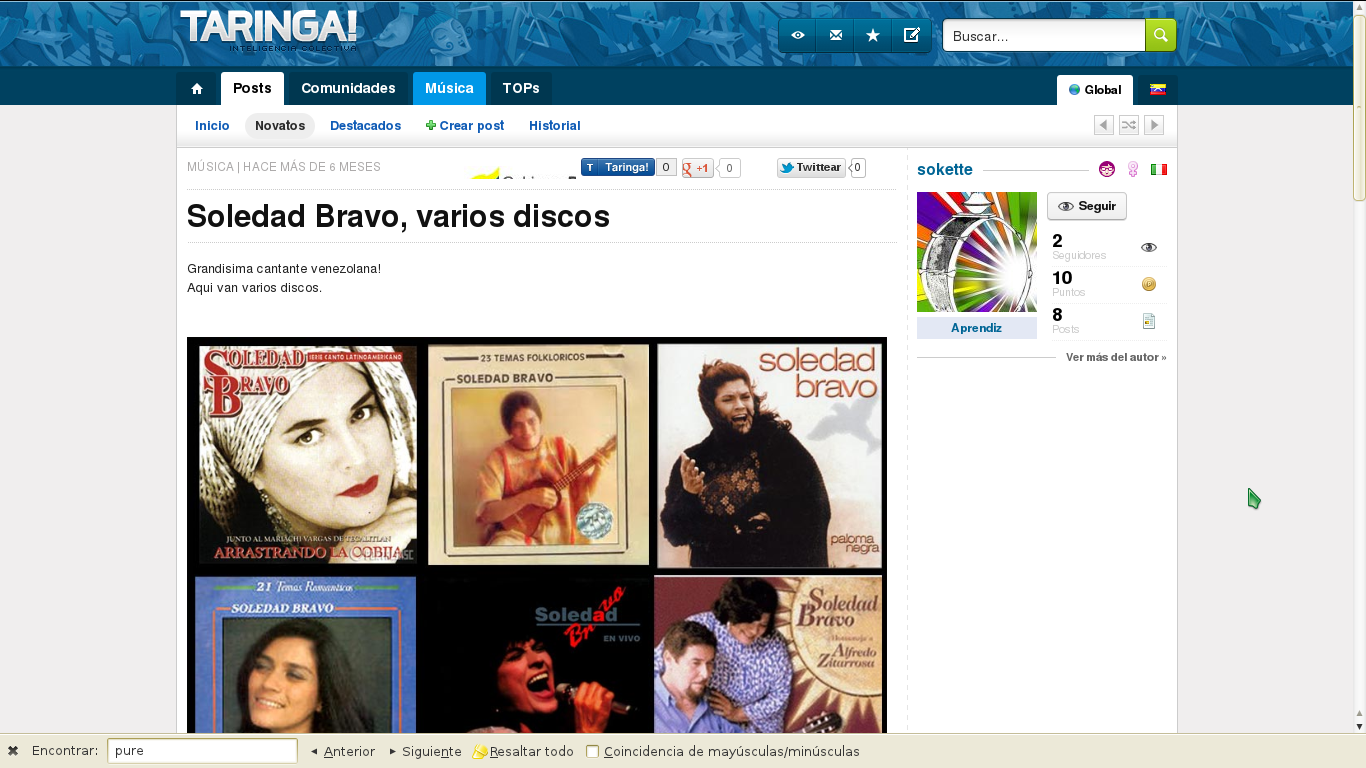 TARINGA!
INTELIGENCIA COLECTIVA
Buscar...
Posts
Comunidades
Música
TOPs
Global
Inicio
Novatos
Destacados
Crear post
Historial
MÚSICA | HACE MÁS DE 6 MESES
T Taringa! 0
g +1 0
Twittear 0
Soledad Bravo, varios discos
Grandisima cantante venezolana!
Aqui van varios discos.
SOLEDAD BRAVO
SERIE CANTO LATINOAMERICANO
JUNTO AL MARIACHI VARGAS DE TECALITLAN
ARRASTRANDO LA COBIJA
23 TEMAS FOLKLORICOS
SOLEDAD BRAVO
soledad
bravo
paloma
negra
21 Temas Romanticos
SOLEDAD BRAVO
Soledad
Bravo
EN VIVO
Soledad
Bravo
Homenaje a
Alfredo
Zitarrosa
sokette
Seguir
2
Seguidores
10
Puntos
8
Posts
Aprendiz
Ver más del autor »
Encontrar:
pure
Anterior
Siguiente
Resaltar todo
Coincidencia de mayúsculas/minúsculas